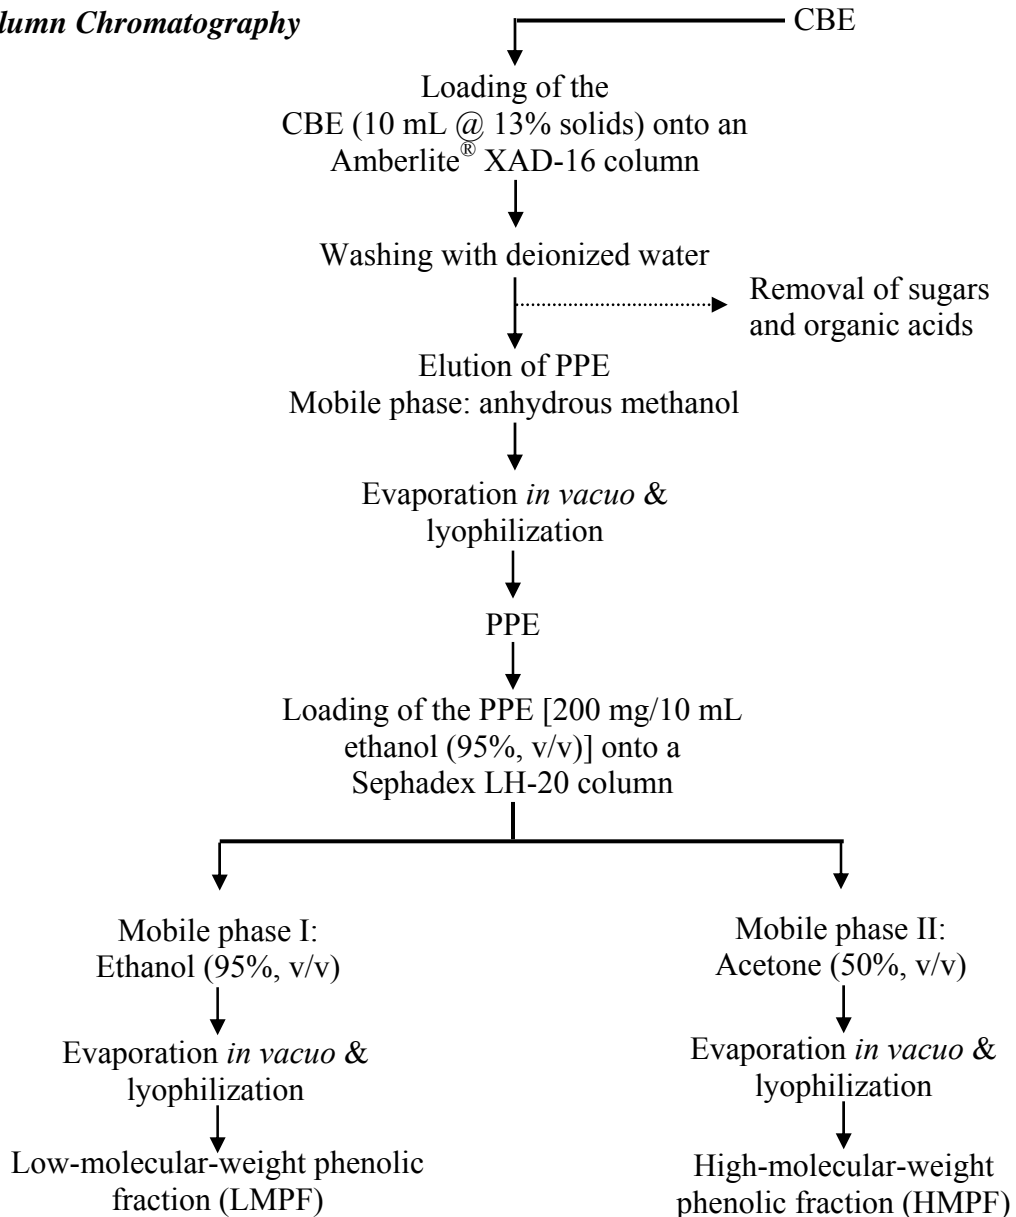 lumn Chromatography
CBE
Loading of the
CBE (10 mL @ 13% solids) onto an
Amberlite® XAD-16 column
Washing with deionized water
Removal of sugars
and organic acids
Elution of PPE
Mobile phase: anhydrous methanol
Evaporation in vacuo &
lyophilization
PPE
Loading of the PPE [200 mg/10 mL
ethanol (95%, v/v)] onto a
Sephadex LH-20 column
Mobile phase I:
Ethanol (95%, v/v)
Evaporation in vacuo &
lyophilization
Low-molecular-weight phenolic
fraction (LMPF)
Mobile phase II:
Acetone (50%, v/v)
Evaporation in vacuo &
lyophilization
High-molecular-weight
phenolic fraction (HMPF)